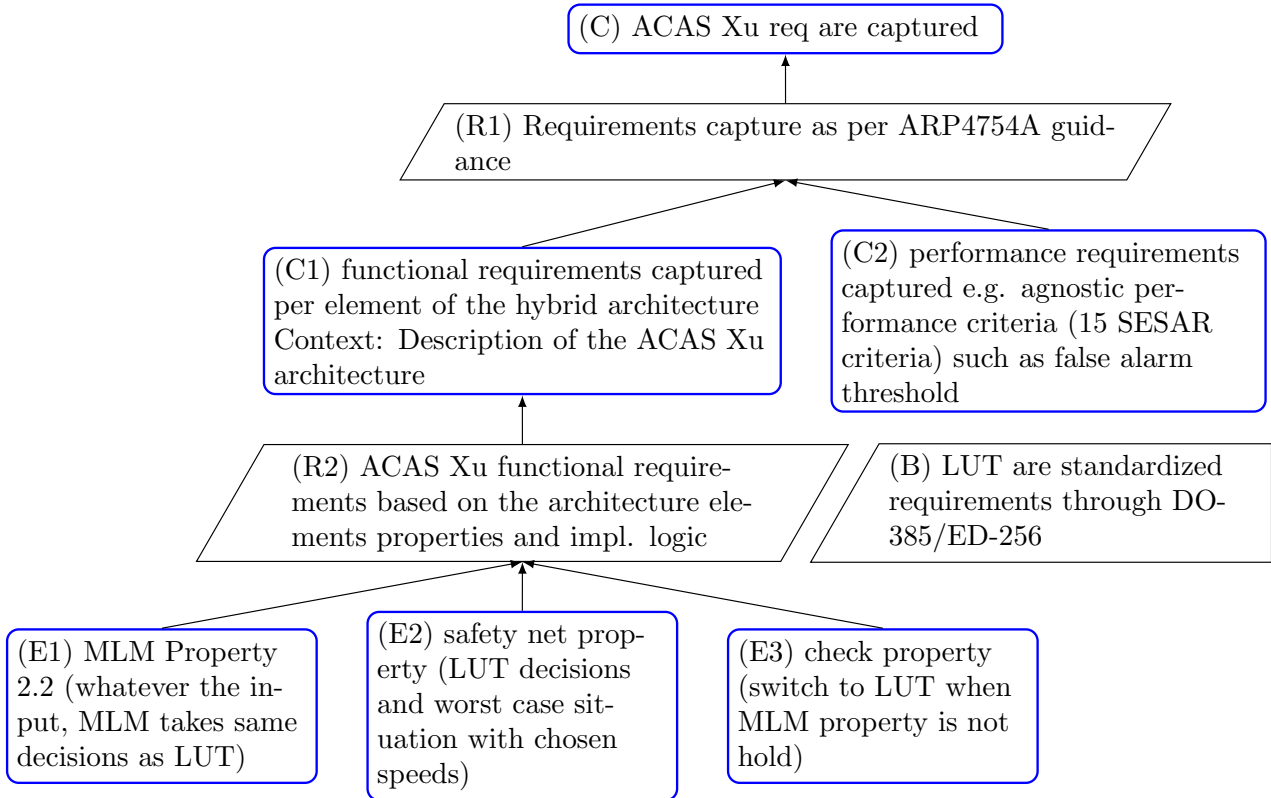 (C) ACAS Xu req are captured
(R1) Requirements capture as per ARP4754A guid-
ance
(C1) functional requirements captured
per element of the hybrid architecture
Context: Description of the ACAS Xu
architecture
(C2) performance requirements
captured e.g. agnostic per-
formance criteria (15 SESAR
criteria) such as false alarm
threshold
(R2) ACAS Xu functional require-
ments based on the architecture ele-
ments properties and impl. logic
(B) LUT are standardized
requirements through DO-
385/ED-256
(E1) MLM Property
2.2 (whatever the in-
put, MLM takes same
decisions as LUT)
(E2) safety net prop-
erty (LUT decisions
and worst case sit-
uation with chosen
speeds)
(E3) check property
(switch to LUT when
MLM property is not
hold)